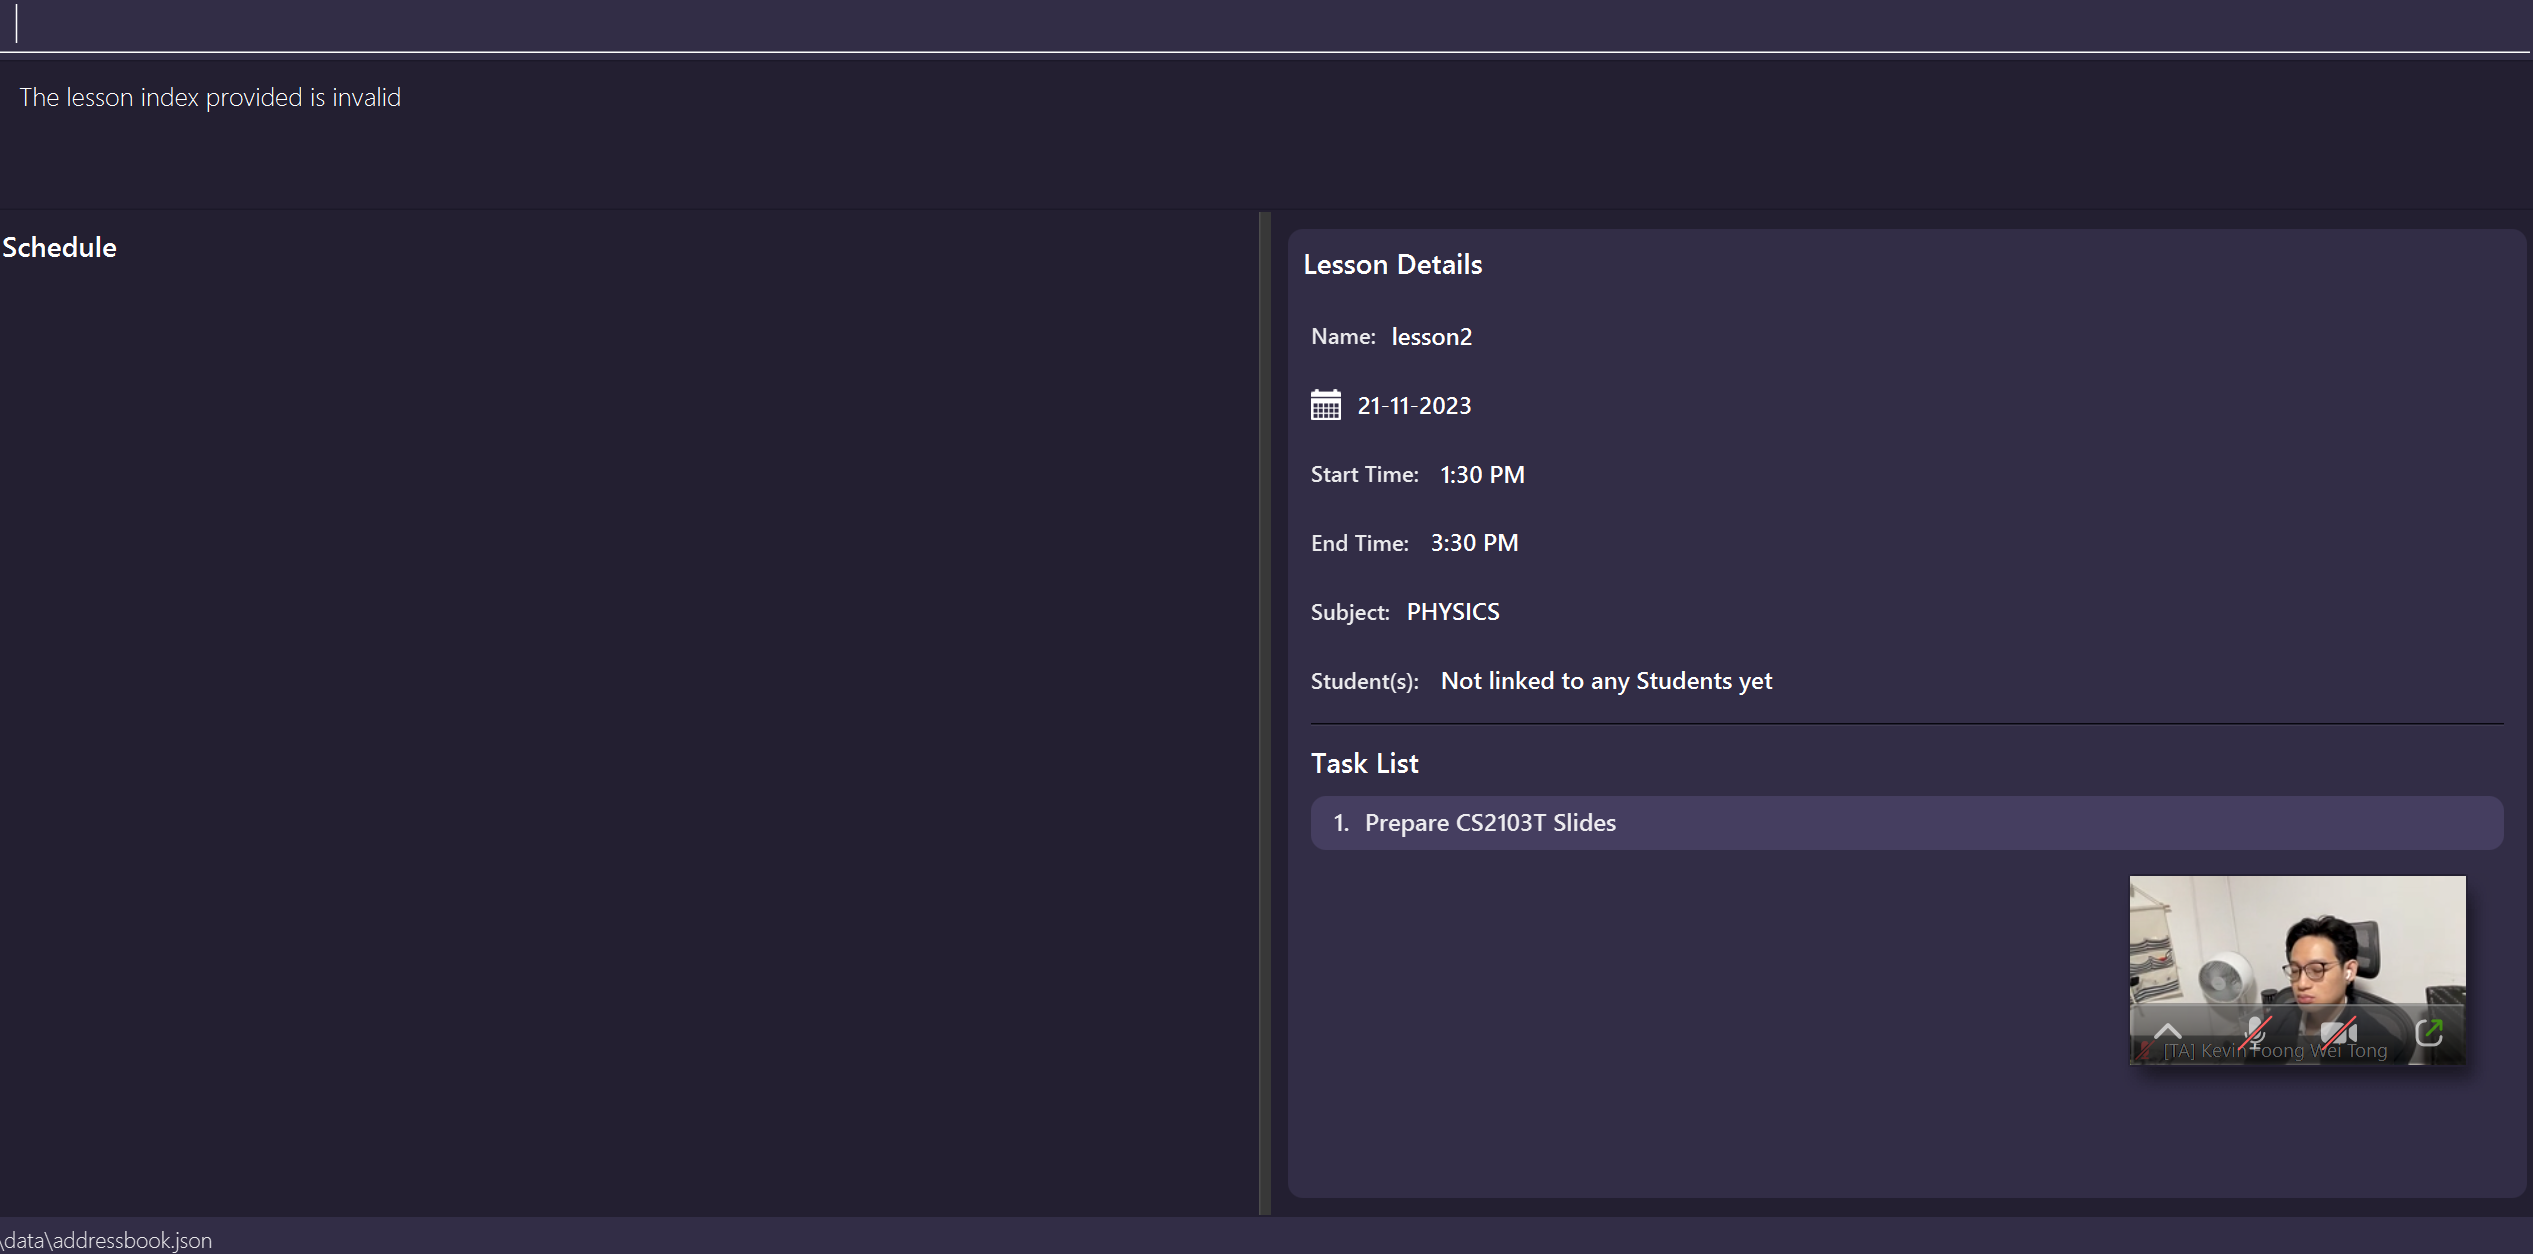 The lesson index provided is invalid
Schedule
Lesson Details
Name: lesson2
21-11-2023
Start Time: 1:30 PM
End Time: 3:30 PM
Subject: PHYSICS
Student(s): Not linked to any Students yet
Task List
1. Prepare CS2103T Slides
[TA] Kevin Foong Wei Tong
\data\addressbook.json